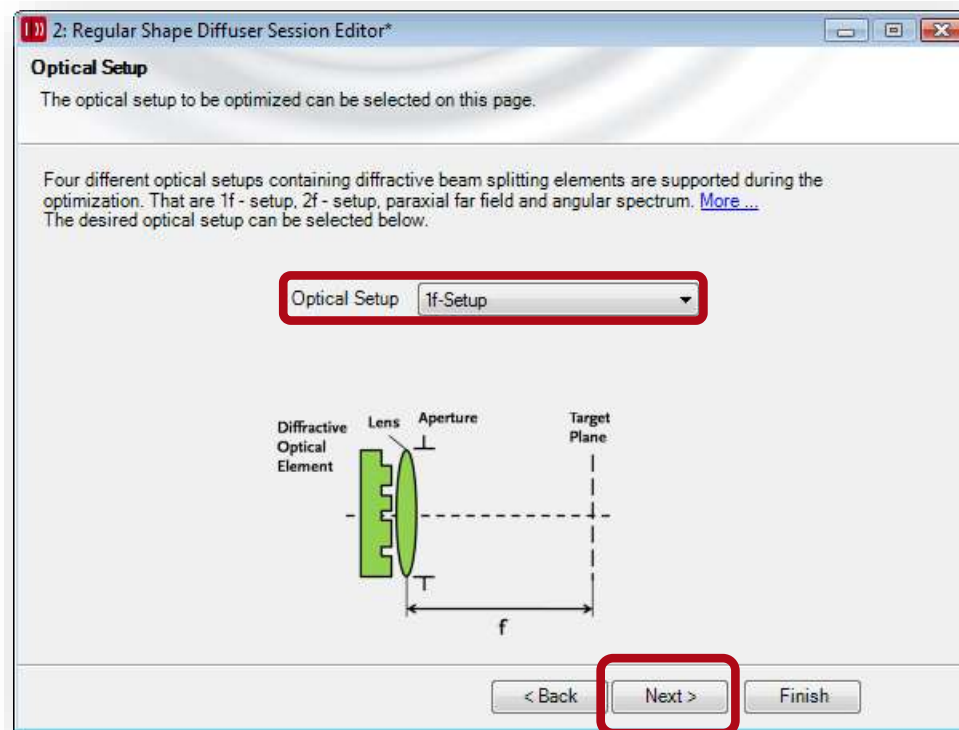 2: Regular Shape Diffuser Session Editor*
Optical Setup
The optical setup to be optimized can be selected on this page.
Four different optical setups containing diffractive beam splitting elements are supported during the
optimization. That are 1f - setup, 2f - setup, paraxial far field and angular spectrum. More ...
The desired optical setup can be selected below.
Optical Setup 1f-Setup
Diffractive
Optical
Element
Lens
Aperture
Target
Plane
f
< Back
Next >
Finish